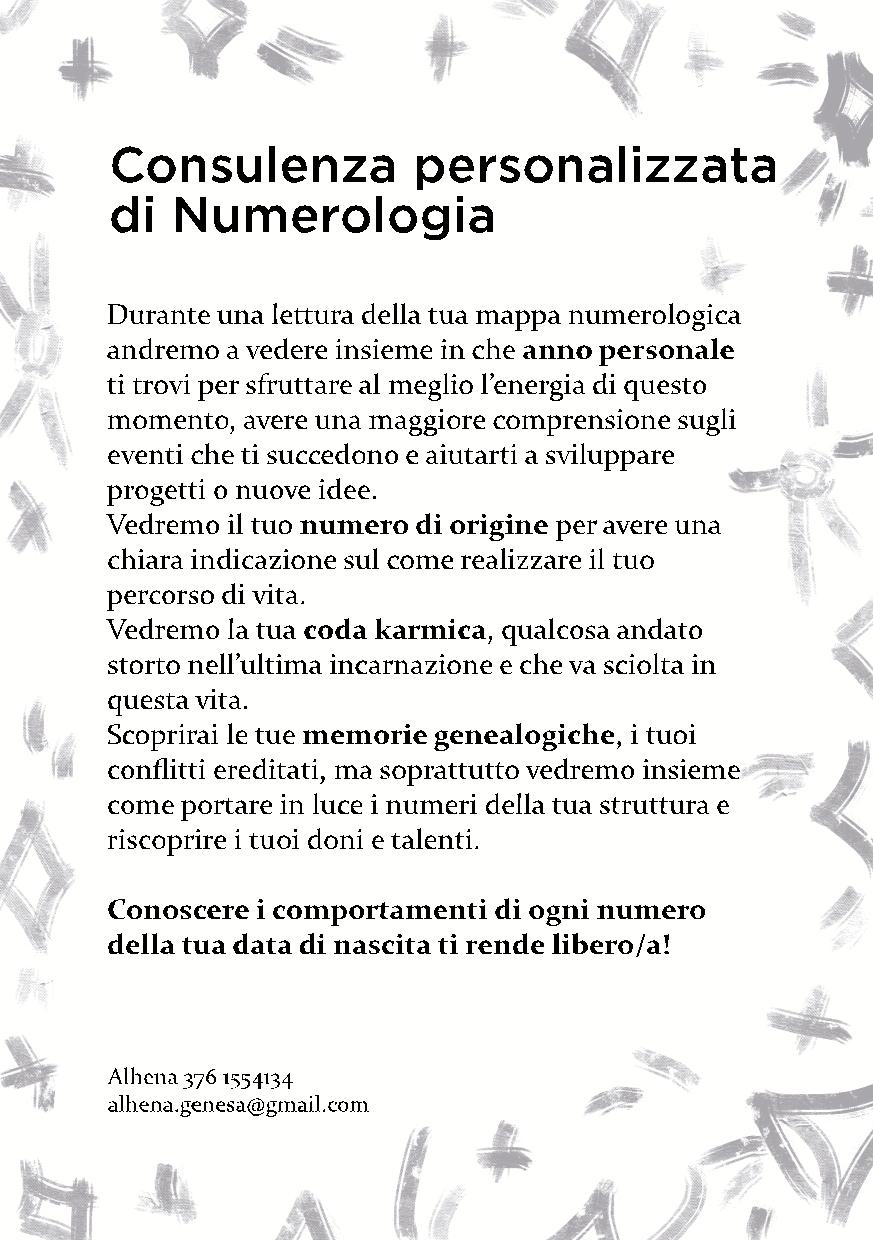 Consulenza personalizzata
di Numerologia
Durante una lettura della tua mappa numerologica
andremo a vedere insieme in che anno personale
ti trovi per sfruttare al meglio l’energia di questo
momento, avere una maggiore comprensione sugli
eventi che ti succedono e aiutarti a sviluppare
progetti o nuove idee.
Vedremo il tuo numero di origine per avere una
chiara indicazione sul come realizzare il tuo
percorso di vita.
Vedremo la tua coda karmica, qualcosa andato
storto nell’ultima incarnazione e che va sciolta in
questa vita.
Scoprirai le tue memorie genealogiche, i tuoi
conflitti ereditati, ma soprattutto vedremo insieme
come portare in luce i numeri della tua struttura e
riscoprire i tuoi doni e talenti.
Conoscere i comportamenti di ogni numero
della tua data di nascita ti rende libero/a!
Alhena 376 1554134
alhena.genesa@gmail.com